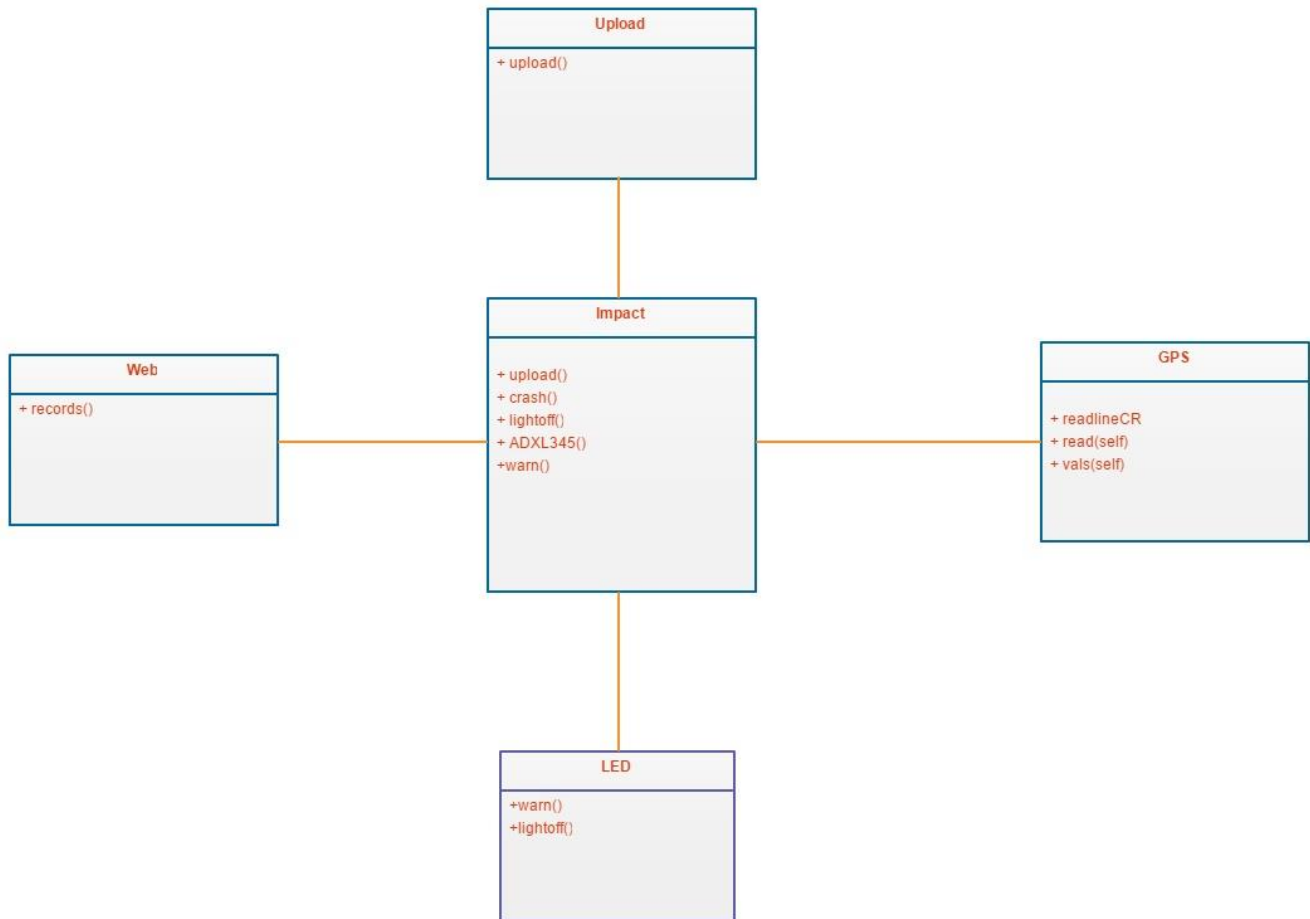 Upload
+ upload()
Impact
+ upload()
+ crash()
+ lightoff()
+ ADXL345()
+warn()
Web
+ records()
GPS
+ readlineCR
+ read(self)
+ vals(self)
LED
+warn()
+lightoff()